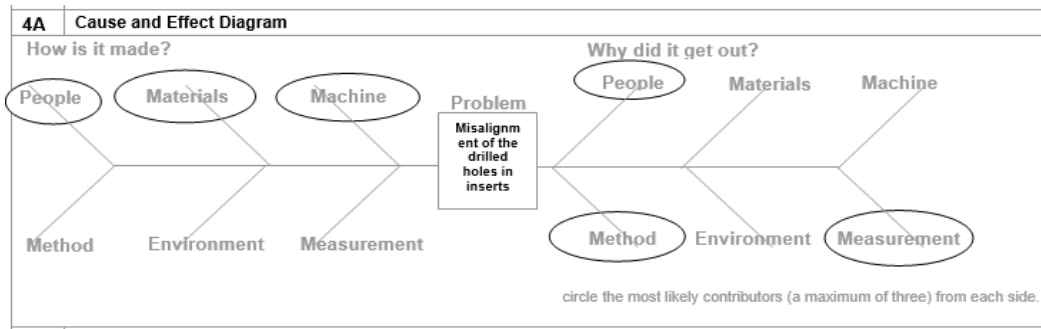 4A Cause and Effect Diagram
How is it made?
Why did it get out?
People Materials Machine
Problem
People Materials Machine
Misalignm
ent of the
drilled
holes in
inserts
Method Environment Measurement
Method Environment Measurement
circle the most likely contributors (a maximum of three) from each side.